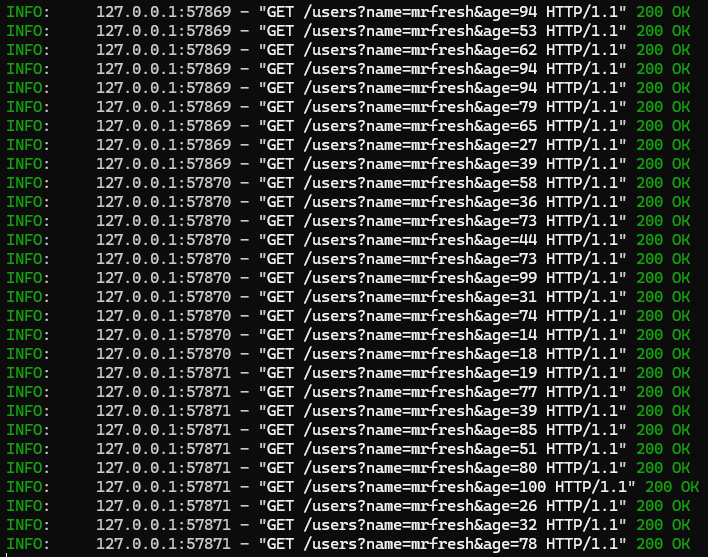 INFO:     127.0.0.1:57869 - "GET /users?name=mrfresh&age=94 HTTP/1.1" 200 OK
INFO:     127.0.0.1:57869 - "GET /users?name=mrfresh&age=53 HTTP/1.1" 200 OK
INFO:     127.0.0.1:57869 - "GET /users?name=mrfresh&age=62 HTTP/1.1" 200 OK
INFO:     127.0.0.1:57869 - "GET /users?name=mrfresh&age=94 HTTP/1.1" 200 OK
INFO:     127.0.0.1:57869 - "GET /users?name=mrfresh&age=94 HTTP/1.1" 200 OK
INFO:     127.0.0.1:57869 - "GET /users?name=mrfresh&age=79 HTTP/1.1" 200 OK
INFO:     127.0.0.1:57869 - "GET /users?name=mrfresh&age=65 HTTP/1.1" 200 OK
INFO:     127.0.0.1:57869 - "GET /users?name=mrfresh&age=27 HTTP/1.1" 200 OK
INFO:     127.0.0.1:57869 - "GET /users?name=mrfresh&age=39 HTTP/1.1" 200 OK
INFO:     127.0.0.1:57870 - "GET /users?name=mrfresh&age=58 HTTP/1.1" 200 OK
INFO:     127.0.0.1:57870 - "GET /users?name=mrfresh&age=36 HTTP/1.1" 200 OK
INFO:     127.0.0.1:57870 - "GET /users?name=mrfresh&age=73 HTTP/1.1" 200 OK
INFO:     127.0.0.1:57870 - "GET /users?name=mrfresh&age=44 HTTP/1.1" 200 OK
INFO:     127.0.0.1:57870 - "GET /users?name=mrfresh&age=73 HTTP/1.1" 200 OK
INFO:     127.0.0.1:57870 - "GET /users?name=mrfresh&age=99 HTTP/1.1" 200 OK
INFO:     127.0.0.1:57870 - "GET /users?name=mrfresh&age=31 HTTP/1.1" 200 OK
INFO:     127.0.0.1:57870 - "GET /users?name=mrfresh&age=74 HTTP/1.1" 200 OK
INFO:     127.0.0.1:57870 - "GET /users?name=mrfresh&age=14 HTTP/1.1" 200 OK
INFO:     127.0.0.1:57870 - "GET /users?name=mrfresh&age=18 HTTP/1.1" 200 OK
INFO:     127.0.0.1:57871 - "GET /users?name=mrfresh&age=19 HTTP/1.1" 200 OK
INFO:     127.0.0.1:57871 - "GET /users?name=mrfresh&age=77 HTTP/1.1" 200 OK
INFO:     127.0.0.1:57871 - "GET /users?name=mrfresh&age=39 HTTP/1.1" 200 OK
INFO:     127.0.0.1:57871 - "GET /users?name=mrfresh&age=85 HTTP/1.1" 200 OK
INFO:     127.0.0.1:57871 - "GET /users?name=mrfresh&age=51 HTTP/1.1" 200 OK
INFO:     127.0.0.1:57871 - "GET /users?name=mrfresh&age=80 HTTP/1.1" 200 OK
INFO:     127.0.0.1:57871 - "GET /users?name=mrfresh&age=100 HTTP/1.1" 200 OK
INFO:     127.0.0.1:57871 - "GET /users?name=mrfresh&age=26 HTTP/1.1" 200 OK
INFO:     127.0.0.1:57871 - "GET /users?name=mrfresh&age=32 HTTP/1.1" 200 OK
INFO:     127.0.0.1:57871 - "GET /users?name=mrfresh&age=78 HTTP/1.1" 200 OK